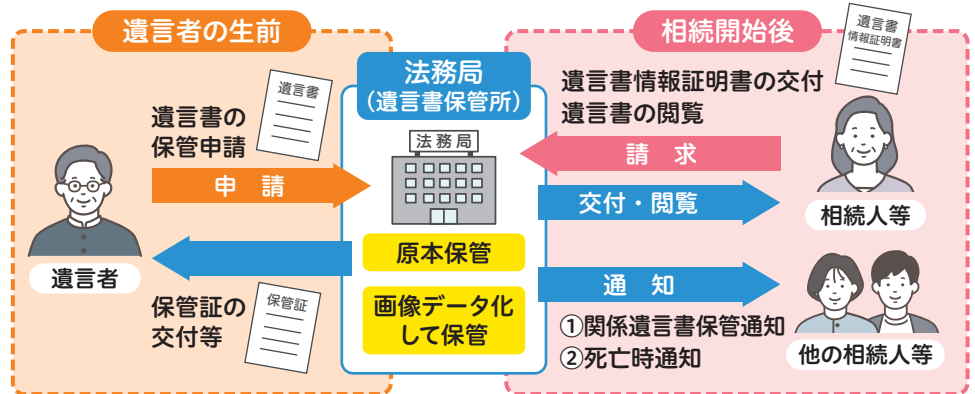 遺言者の生前
遺言書の
保管申請
遺言書
申 請
遺言者
保管証の
交付等
保管証
法務局
（遺言書保管所）
法務局
原本保管
画像データ化
して保管
相続開始後
遺言書
情報証明書
遺言書情報証明書の交付
遺言書の閲覧
請 求
交付・閲覧
相続人等
通 知
①関係遺言書保管通知
②死亡時通知
他の相続人等